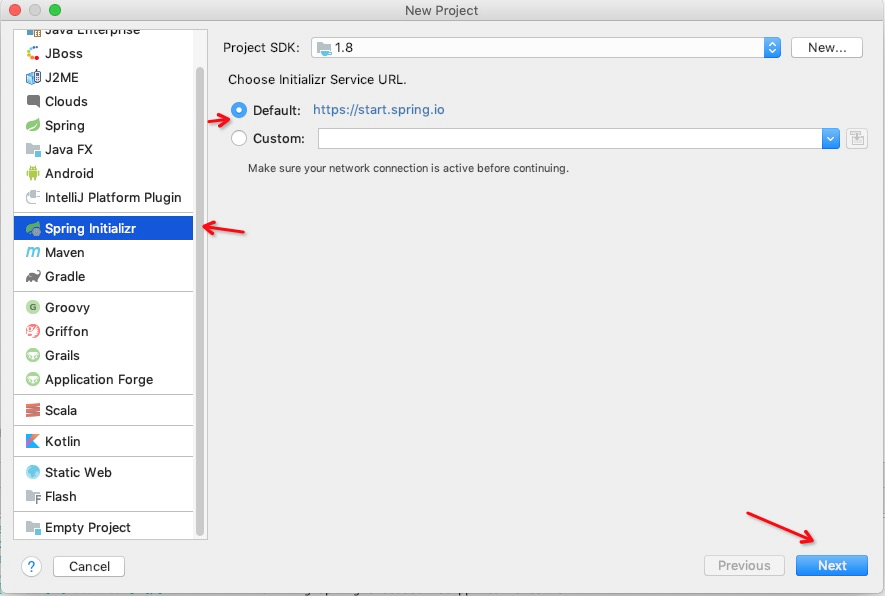 New Project
Java Enterprise
JBoss
J2ME
Clouds
Spring
Java FX
Android
IntelliJ Platform Plugin
Spring Initializr
Maven
Gradle
Groovy
Griffon
Grails
Application Forge
Scala
Kotlin
Static Web
Flash
Empty Project
Project SDK: 1.8 New...
Choose Initializr Service URL.
Default: https://start.spring.io
Custom:
Make sure your network connection is active before continuing.
? Cancel Previous Next